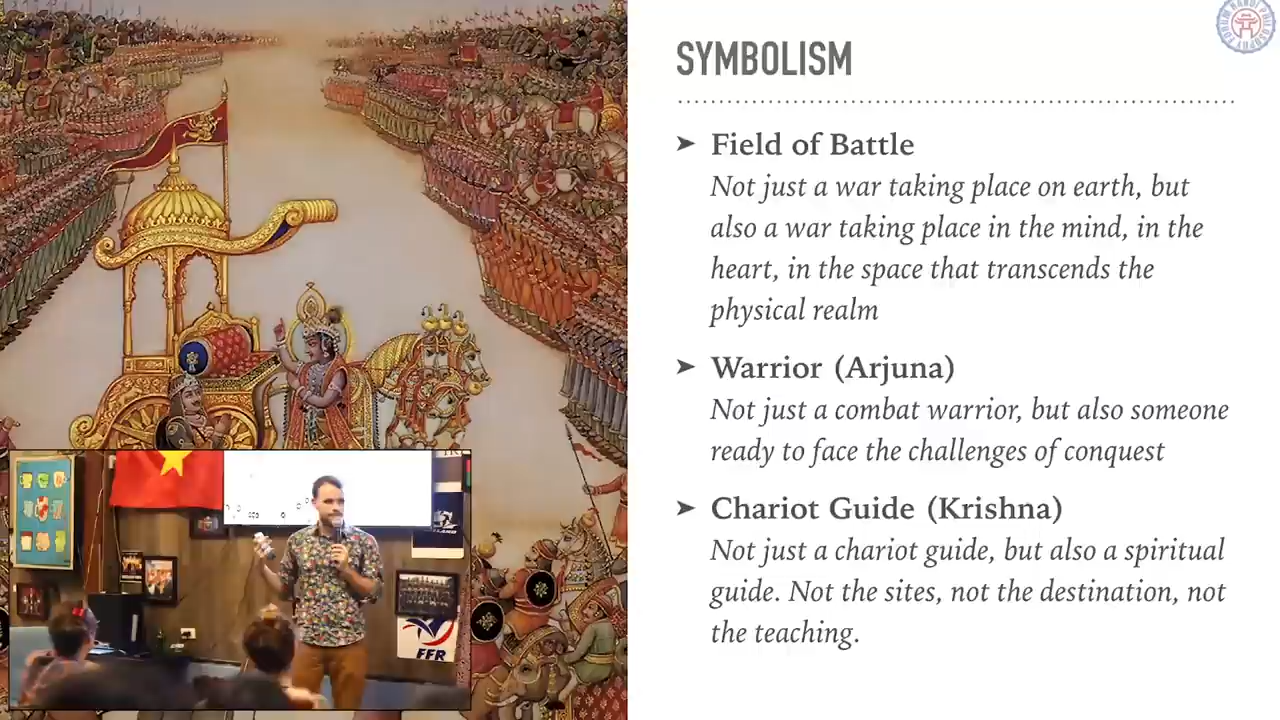 SYMBOLISM
➤ Field of Battle
Not just a war taking place on earth, but
also a war taking place in the mind, in the
heart, in the space that transcends the
physical realm
➤ Warrior (Arjuna)
Not just a combat warrior, but also someone
ready to face the challenges of conquest
➤ Chariot Guide (Krishna)
Not just a chariot guide, but also a spiritual
guide. Not the sites, not the destination, not
the teaching.
FFR